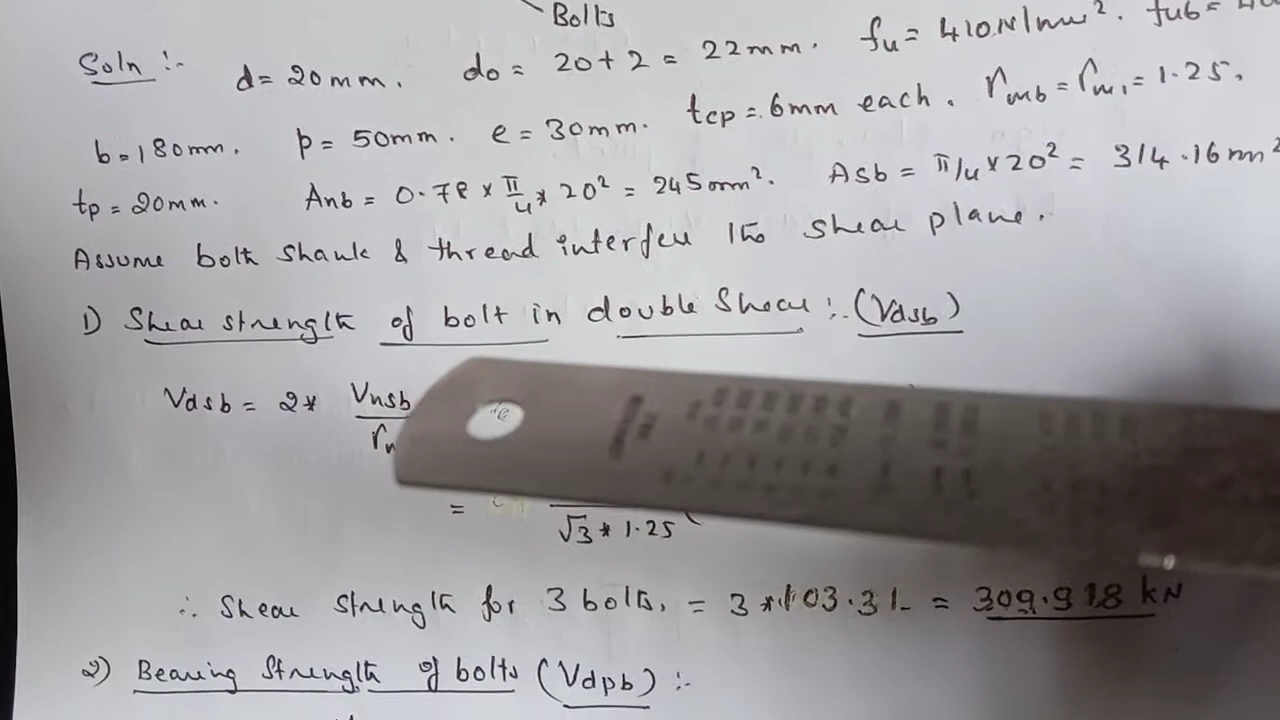 Bolts
Soln :- d = 20mm. do = 20+2 = 22mm. fu = 410N/mm². fub =
b=180mm. p = 50mm. e = 30mm. tcp = 6mm each. rmb = rm1 = 1.25.
tp = 20mm. Anb = 0.78 * π/4 * 20² = 245mm². Asb = π/4 * 20² = 314.16mm²
Assume bolt shank & thread interfere the shear plane.
1) Shear strength of bolt in double Shear :- (Vdsb)
Vdsb = 2* Vnsb
=
√3 * 1.25
∴ Shear strength for 3 bolts, = 3 * 103.31 = 309.918 kN
2) Bearing Strength of bolts (Vdpb) :-